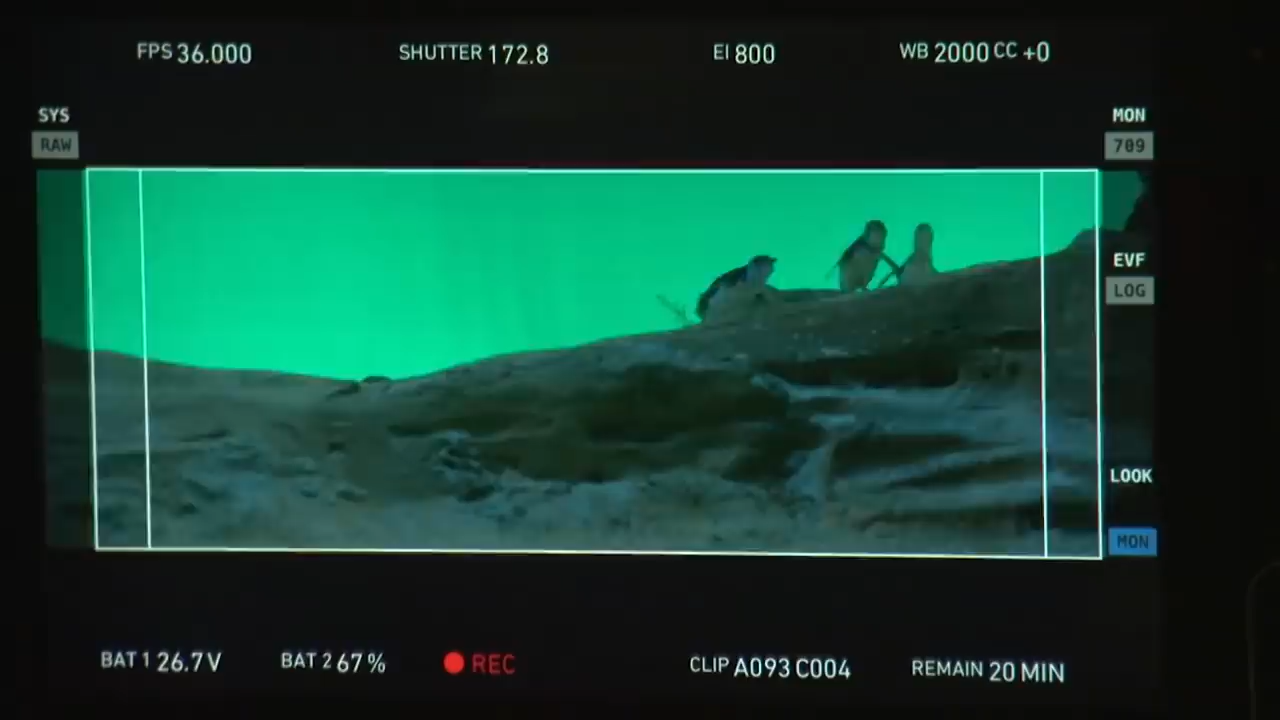 FPS 36.000 SHUTTER 172.8 EI 800 WB 2000 CC +0
SYS
RAW
MON
709
EVF
LOG
LOOK
MON
BAT 1 26.7 V BAT 2 67 % REC CLIP A093 C004 REMAIN 20 MIN